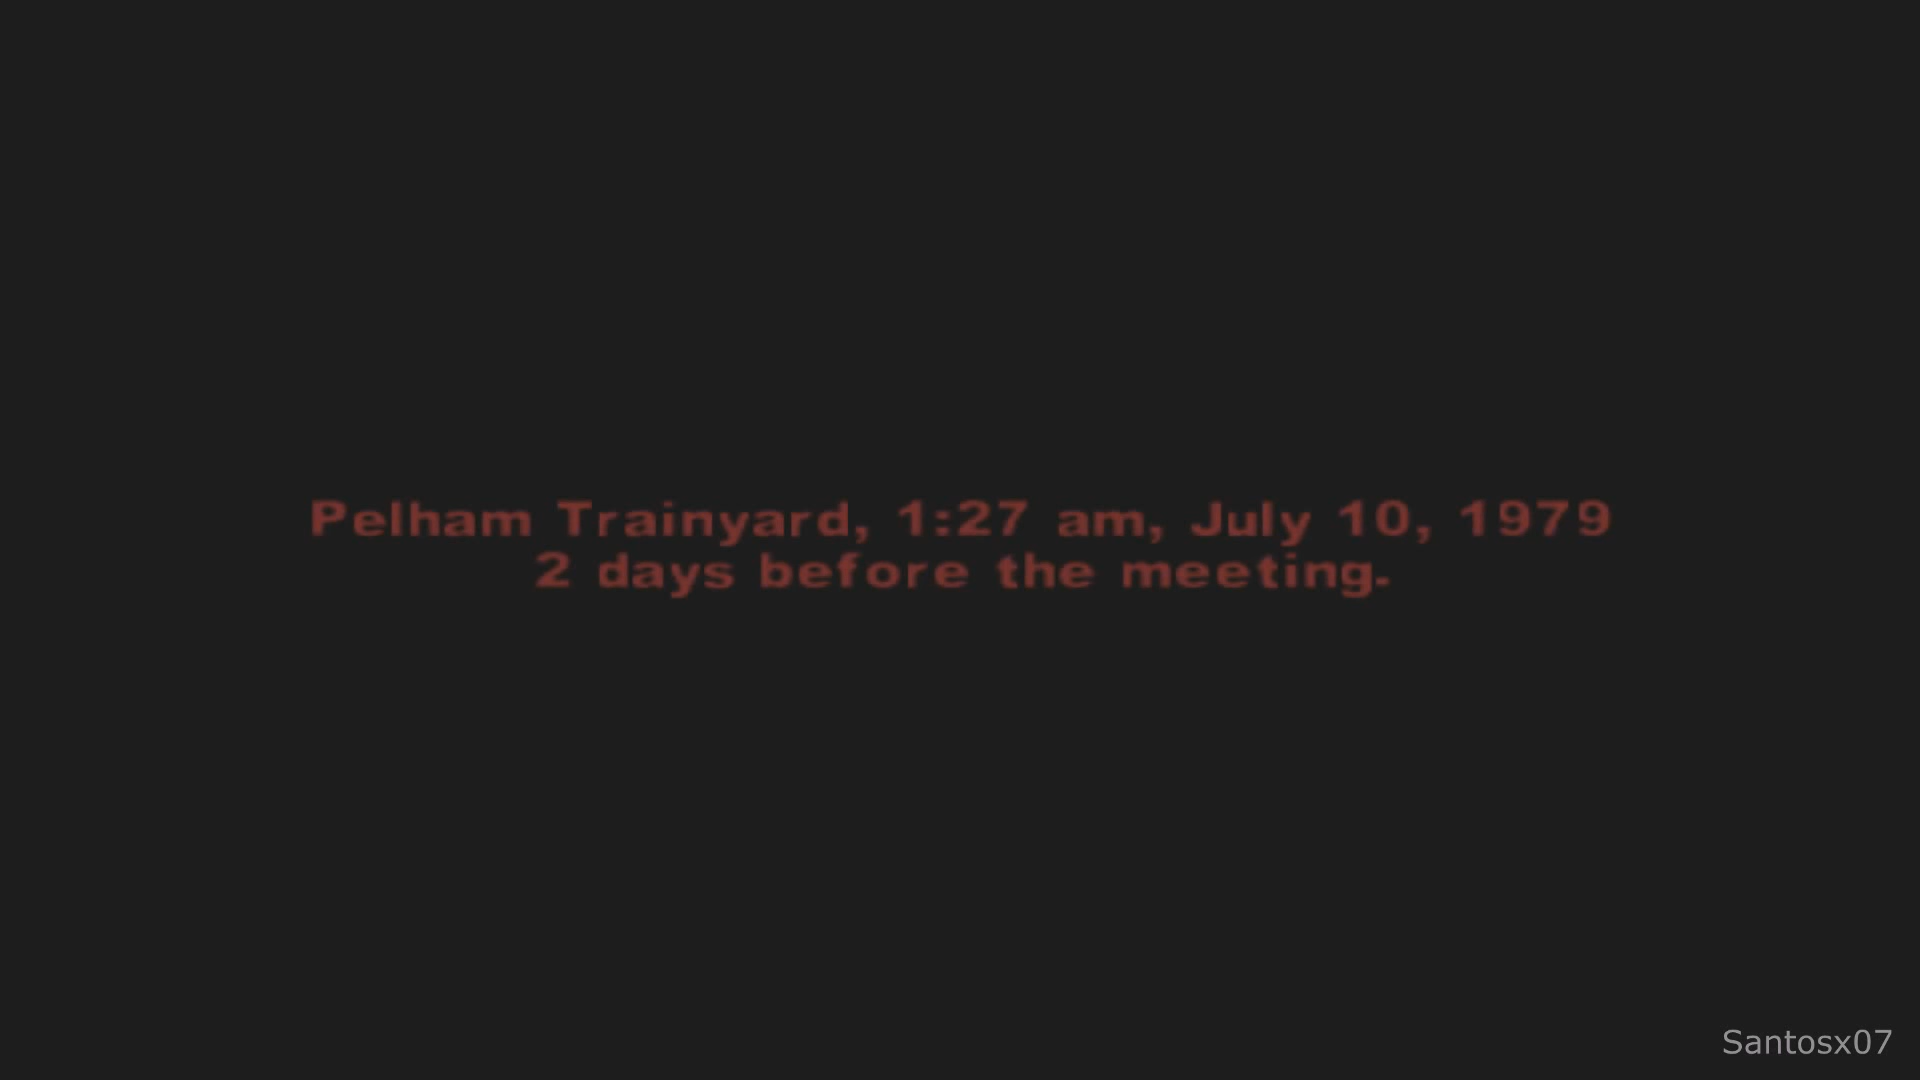 Pelham Trainyard, 1:27 am, July 10, 1979
2 days before the meeting.
Santosx07